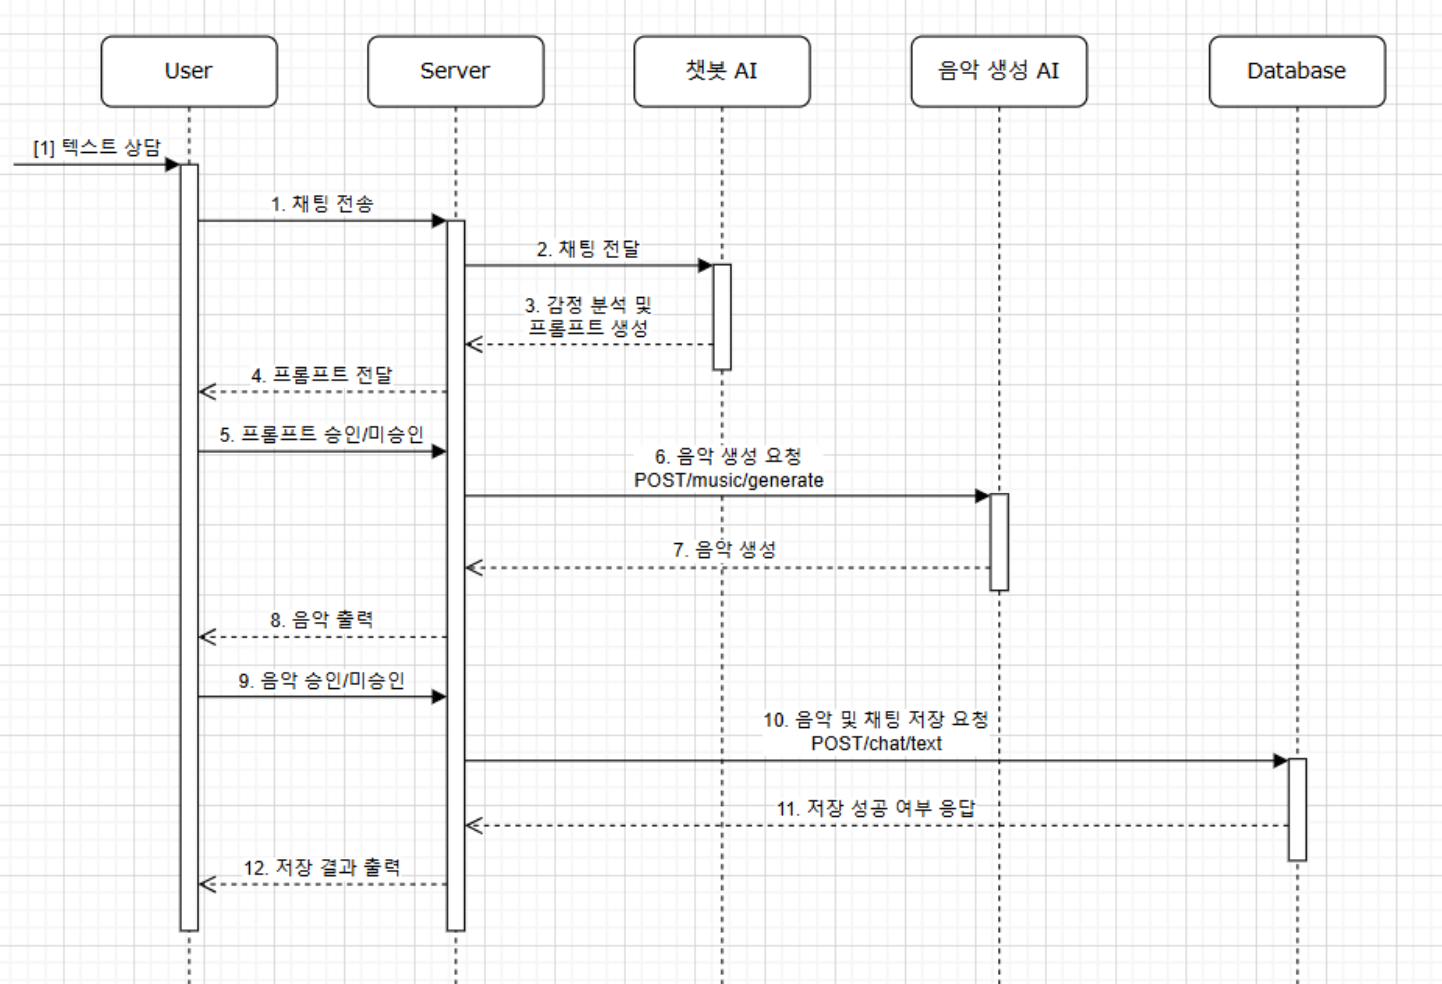 User
Server
챗봇 AI
음악 생성 AI
Database
[1] 텍스트 상담
1. 채팅 전송
2. 채팅 전달
3. 감정 분석 및
프롬프트 생성
4. 프롬프트 전달
5. 프롬프트 승인/미승인
6. 음악 생성 요청
POST/music/generate
7. 음악 생성
8. 음악 출력
9. 음악 승인/미승인
10. 음악 및 채팅 저장 요청
POST/chat/text
11. 저장 성공 여부 응답
12. 저장 결과 출력